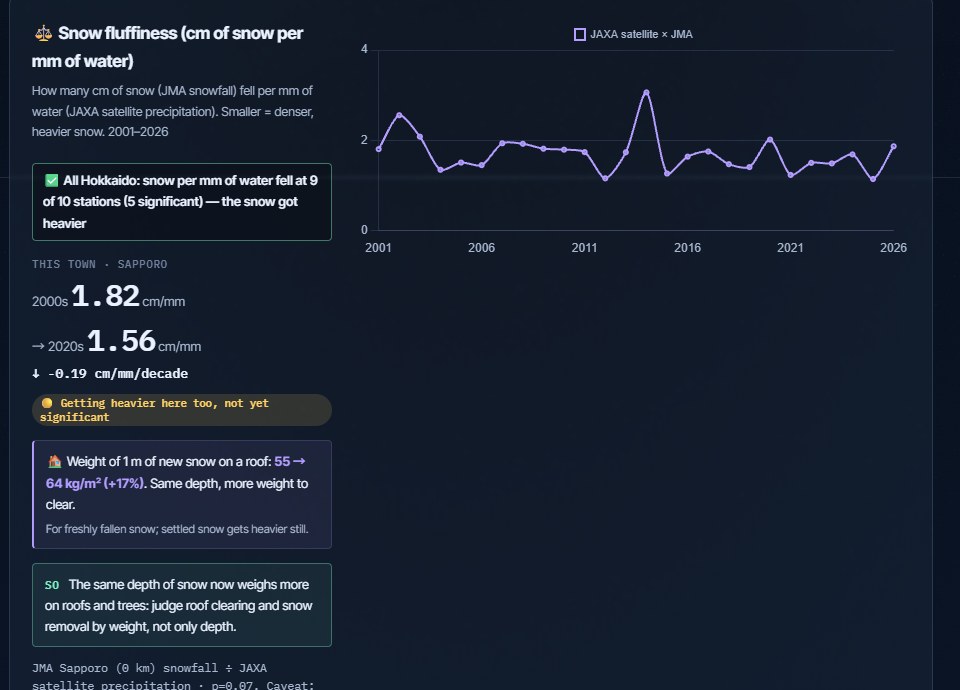 ⚖️ Snow fluffiness (cm of snow per
mm of water)
How many cm of snow (JMA snowfall) fell per mm of
water (JAXA satellite precipitation). Smaller = denser,
heavier snow. 2001–2026
✅ All Hokkaido: snow per mm of water fell at 9
of 10 stations (5 significant) — the snow got
heavier
THIS TOWN · SAPPORO
2000s 1.82 cm/mm
→ 2020s 1.56 cm/mm
↓ -0.19 cm/mm/decade
🟡 Getting heavier here too, not yet
significant
🏠 Weight of 1 m of new snow on a roof: 55 →
64 kg/m² (+17%). Same depth, more weight to
clear.
For freshly fallen snow; settled snow gets heavier still.
SO The same depth of snow now weighs more
on roofs and trees: judge roof clearing and snow
removal by weight, not only depth.
JMA Sapporo (0 km) snowfall ÷ JAXA
satellite precipitation · p=0.07. Caveat:
JAXA satellite × JMA
4
2
0
2001 2006 2011 2016 2021 2026